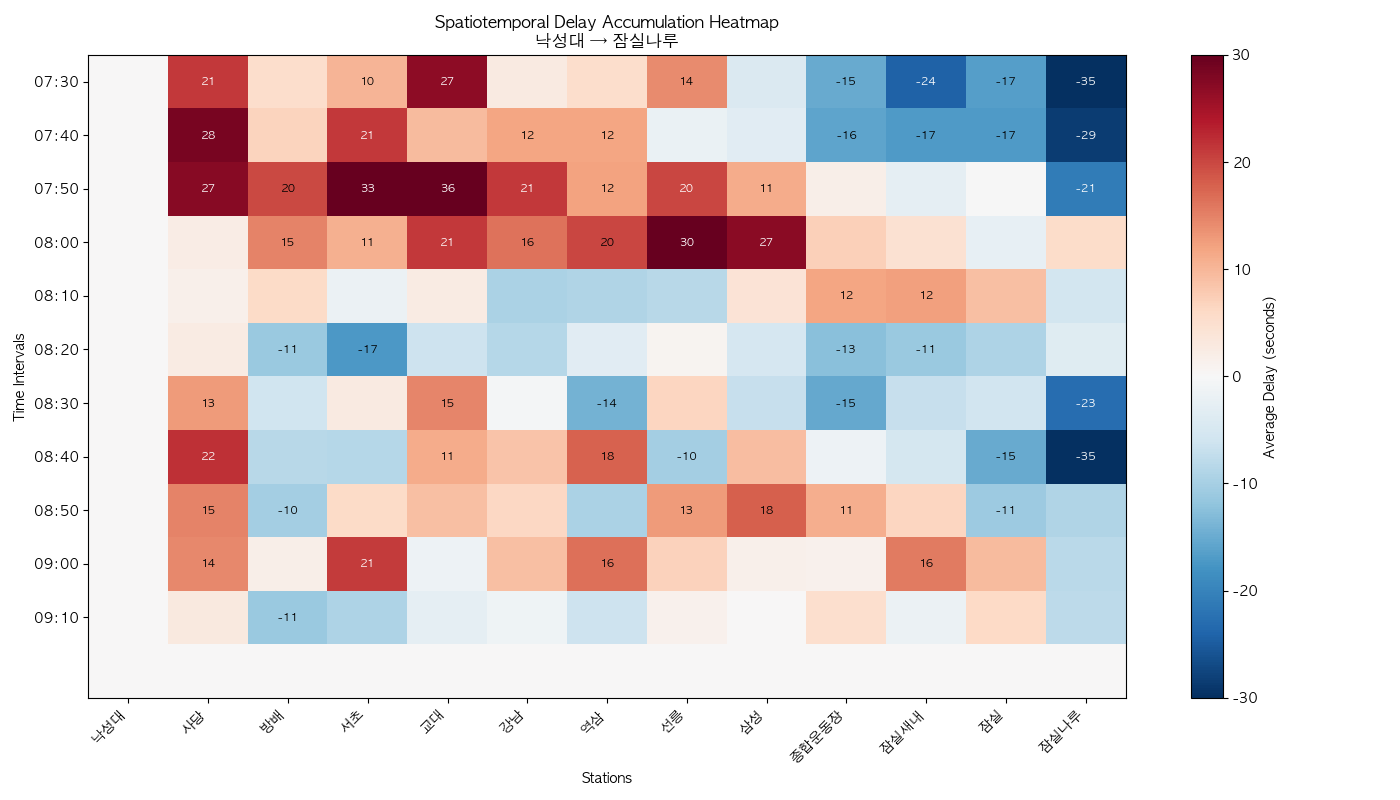 Spatiotemporal Delay Accumulation Heatmap
낙성대 → 잠실나루
Time Intervals
07:30 21 10 27 14 -15 -24 -17 -35
07:40 28 21 12 12 -16 -17 -17 -29
07:50 27 20 33 36 21 12 20 11 -21
08:00 15 11 21 16 20 30 27
08:10 12 12
08:20 -11 -17 -13 -11
08:30 13 15 -14 -15 -23
08:40 22 11 18 -10 -15 -35
08:50 15 -10 13 18 11 -11
09:00 14 21 16 16
09:10 -11
낙성대 사당 방배 서초 교대 강남 역삼 선릉 삼성 종합운동장 잠실새내 잠실 잠실나루
Stations
30
20
10
0
-10
-20
-30
Average Delay (seconds)